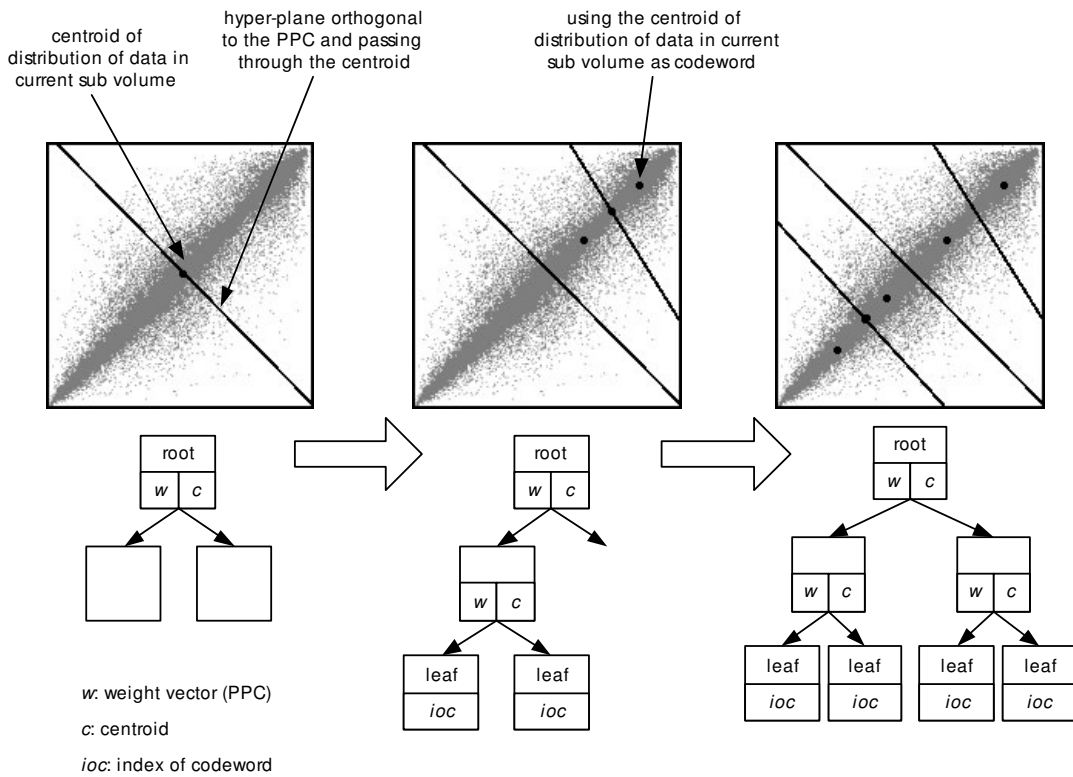 centroid of
distribution of data in
current sub volume
hyper-plane orthogonal
to the PPC and passing
through the centroid
using the centroid of
distribution of data in current
sub volume as codeword
root
w c
root
w c
w c
leaf leaf
ioc ioc
root
w c
w c w c
leaf leaf leaf leaf
ioc ioc ioc ioc
w: weight vector (PPC)
c: centroid
ioc: index of codeword